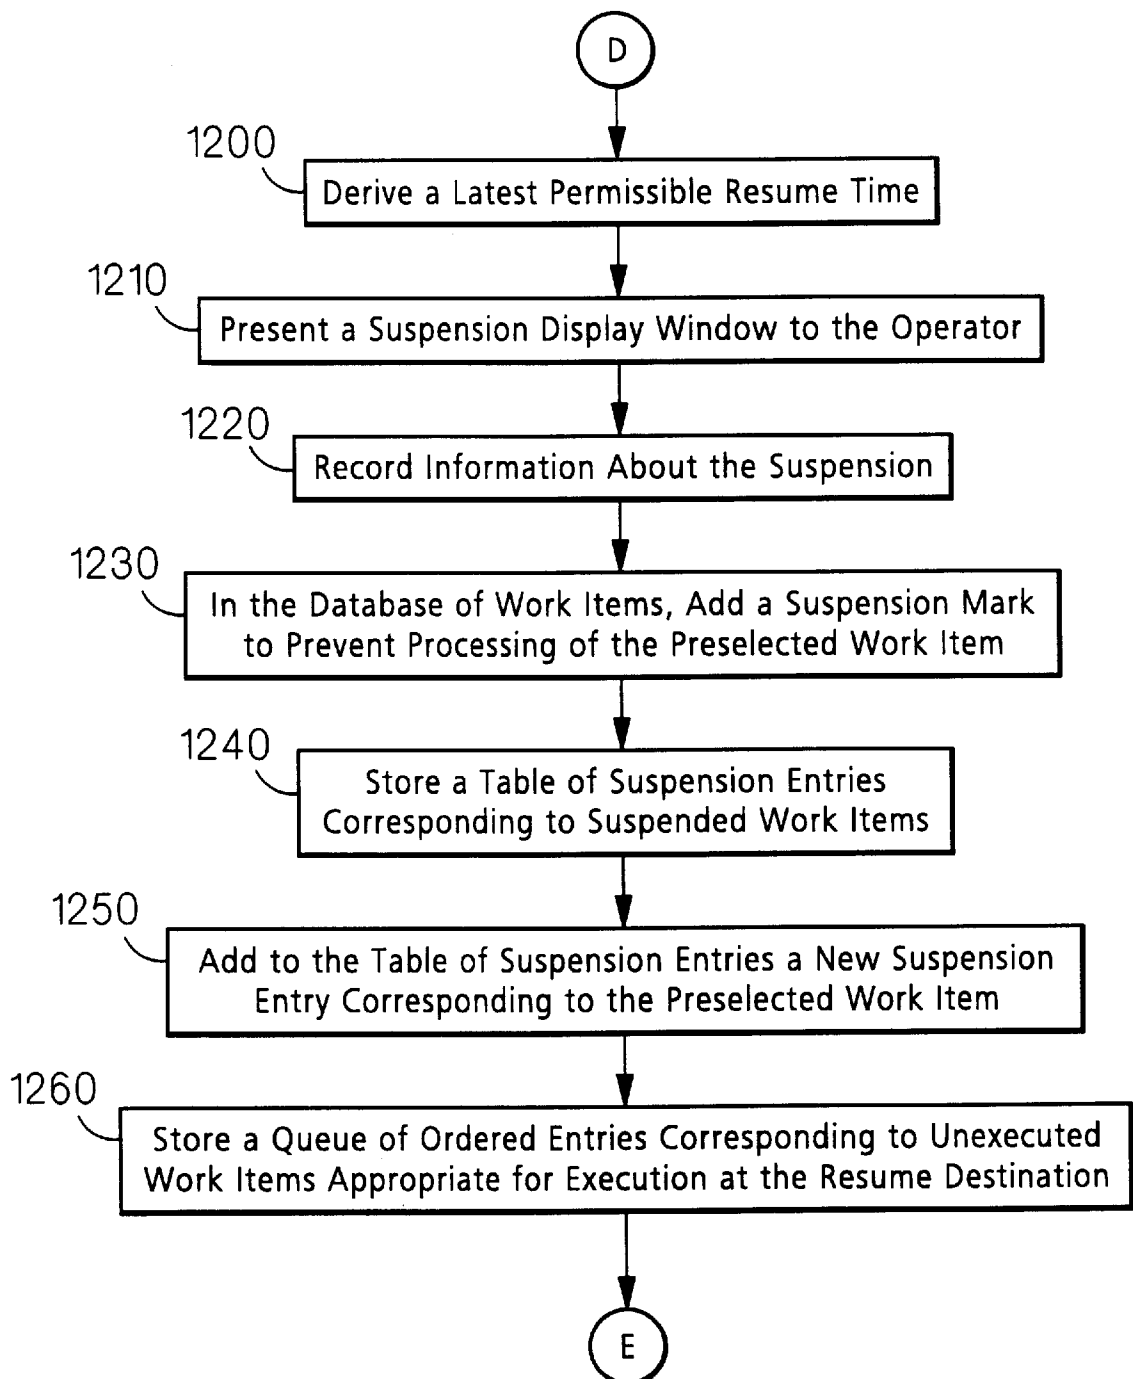 D
1200
Derive a Latest Permissible Resume Time
1210
Present a Suspension Display Window to the Operator
1220
Record Information About the Suspension
1230
In the Database of Work Items, Add a Suspension Mark
to Prevent Processing of the Preselected Work Item
1240
Store a Table of Suspension Entries
Corresponding to Suspended Work Items
1250
Add to the Table of Suspension Entries a New Suspension
Entry Corresponding to the Preselected Work Item
1260
Store a Queue of Ordered Entries Corresponding to Unexecuted
Work Items Appropriate for Execution at the Resume Destination
E